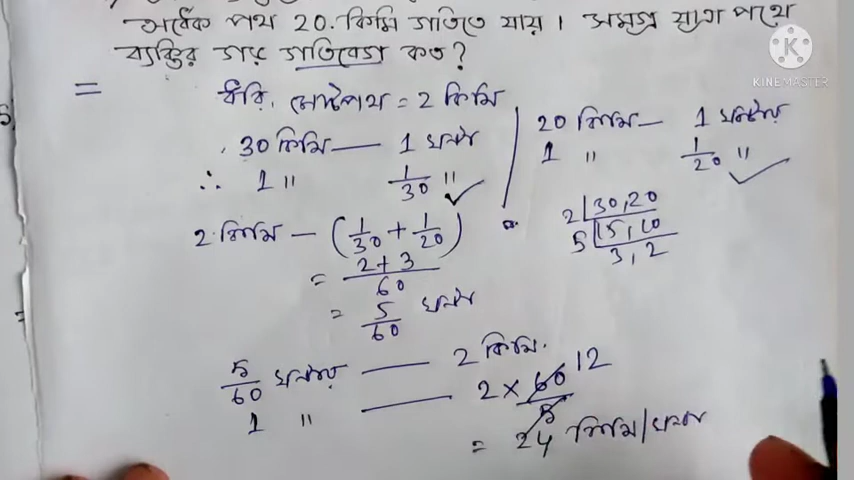 অর্ধেক পথ 20 কিমি গতিতে যায়। সমগ্র যাত্রা পথে
ব্যক্তির গড় গতিবেগ কত?
= ধরি, মোটপথ = 2 কিমি
30 কিমি — 1 ঘন্টা
∴ 1 " 1/30 "
20 কিমি — 1 ঘন্টায়
1 " 1/20 "
2 কিমি — (1/30 + 1/20)
= 2+3/60
= 5/60 ঘন্টা
2 30, 20
5 15, 10
3, 2
5/60 ঘন্টায় — 2 কিমি.
1 " — 2 × 60/5 12
= 24 কিমি/ঘন্টা
K
KINEMASTER